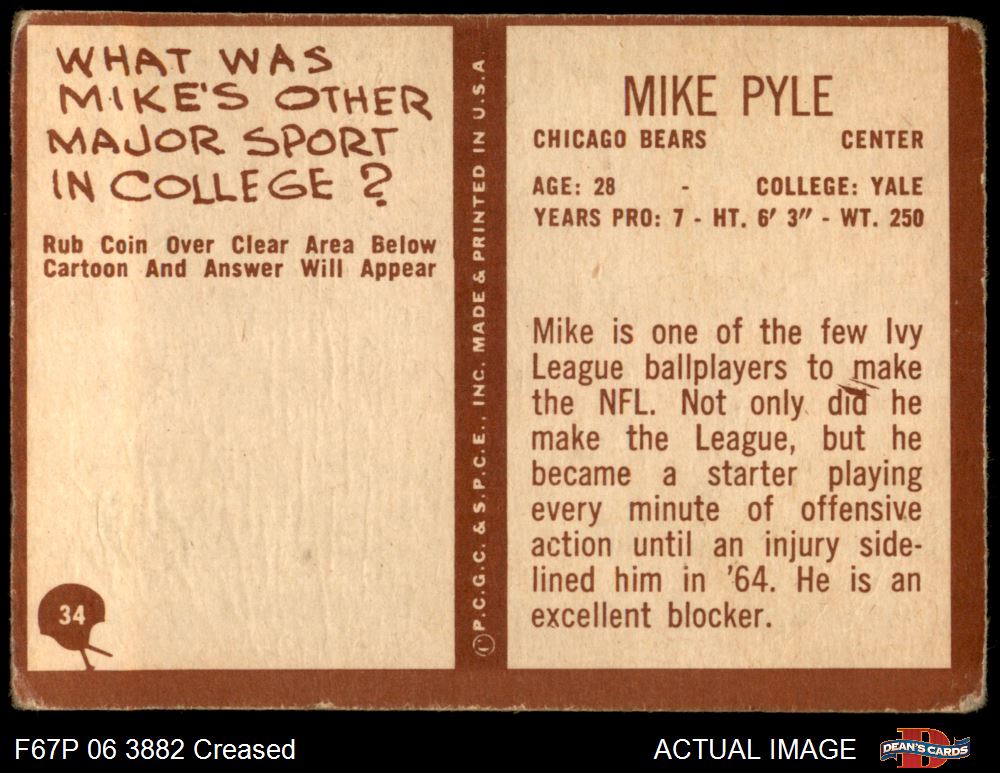 WHAT WAS
MIKE'S OTHER
MAJOR SPORT
IN COLLEGE?
Rub Coin Over Clear Area Below
Cartoon And Answer Will Appear
34
©P.C.G.C. & S.P.C.E., INC. MADE & PRINTED IN U.S.A.
MIKE PYLE
CHICAGO BEARS CENTER
AGE: 28 - COLLEGE: YALE
YEARS PRO: 7 - HT. 6' 3" - WT. 250
Mike is one of the few Ivy
League ballplayers to make
the NFL. Not only did he
make the League, but he
became a starter playing
every minute of offensive
action until an injury side-
lined him in '64. He is an
excellent blocker.
F67P 06 3882 Creased
ACTUAL IMAGE
DEAN'S CARDS